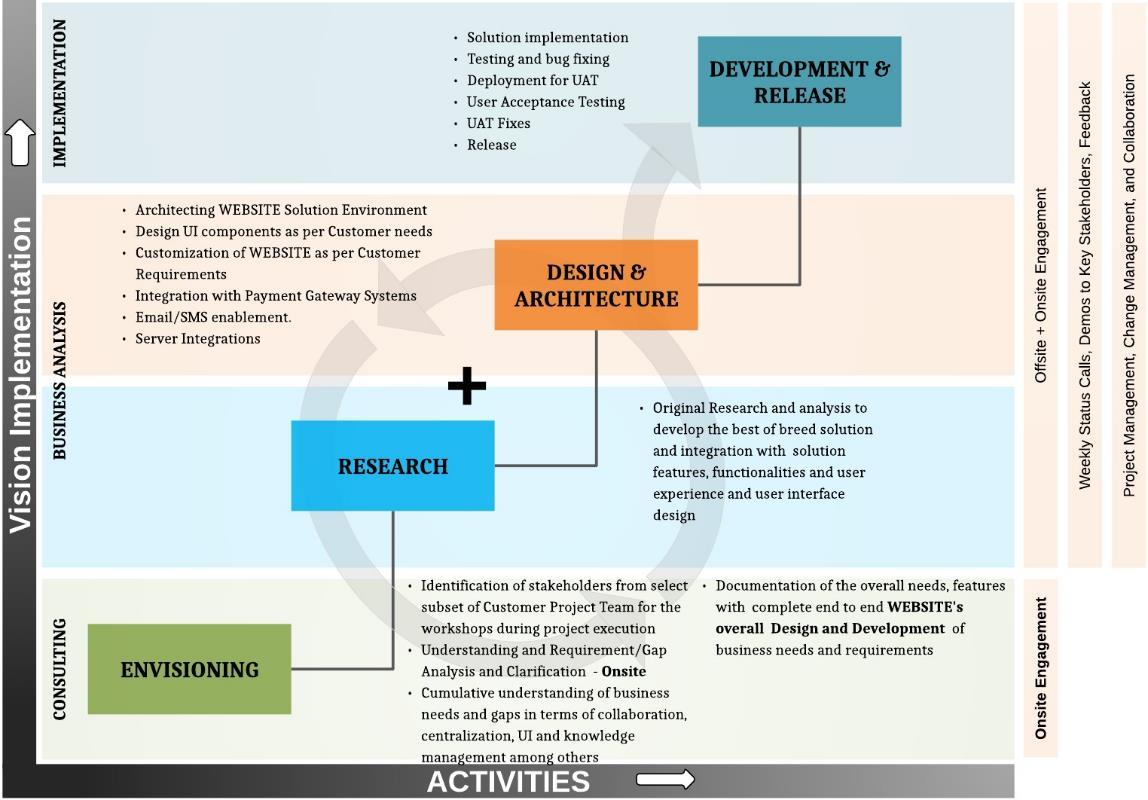 IMPLEMENTATION
• Solution implementation
• Testing and bug fixing
• Deployment for UAT
• User Acceptance Testing
• UAT Fixes
• Release
DEVELOPMENT &
RELEASE
BUSINESS ANALYSIS
• Architecting WEBSITE Solution Environment
• Design UI components as per Customer needs
• Customization of WEBSITE as per Customer
Requirements
• Integration with Payment Gateway Systems
• Email/SMS enablement.
• Server Integrations
DESIGN &
ARCHITECTURE
+
RESEARCH
• Original Research and analysis to
develop the best of breed solution
and integration with solution
features, functionalities and user
experience and user interface
design
CONSULTING
ENVISIONING
• Identification of stakeholders from select
subset of Customer Project Team for the
workshops during project execution
• Understanding and Requirement/Gap
Analysis and Clarification - Onsite
• Cumulative understanding of business
needs and gaps in terms of collaboration,
centralization, UI and knowledge
management among others
• Documentation of the overall needs, features
with complete end to end WEBSITE's
overall Design and Development of
business needs and requirements
Vision Implementation
ACTIVITIES
Offsite + Onsite Engagement
Weekly Status Calls, Demos to Key Stakeholders, Feedback
Project Management, Change Management, and Collaboration
Onsite Engagement